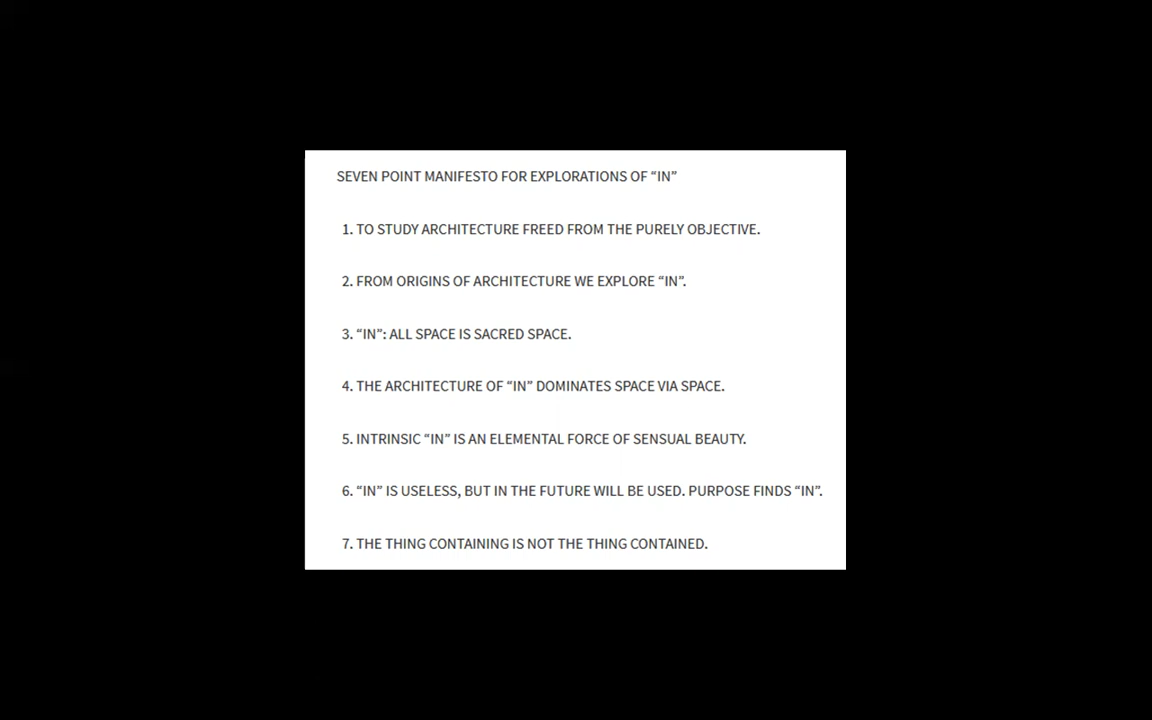 SEVEN POINT MANIFESTO FOR EXPLORATIONS OF “IN”
1. TO STUDY ARCHITECTURE FREED FROM THE PURELY OBJECTIVE.
2. FROM ORIGINS OF ARCHITECTURE WE EXPLORE “IN”.
3. “IN”: ALL SPACE IS SACRED SPACE.
4. THE ARCHITECTURE OF “IN” DOMINATES SPACE VIA SPACE.
5. INTRINSIC “IN” IS AN ELEMENTAL FORCE OF SENSUAL BEAUTY.
6. “IN” IS USELESS, BUT IN THE FUTURE WILL BE USED. PURPOSE FINDS “IN”.
7. THE THING CONTAINING IS NOT THE THING CONTAINED.